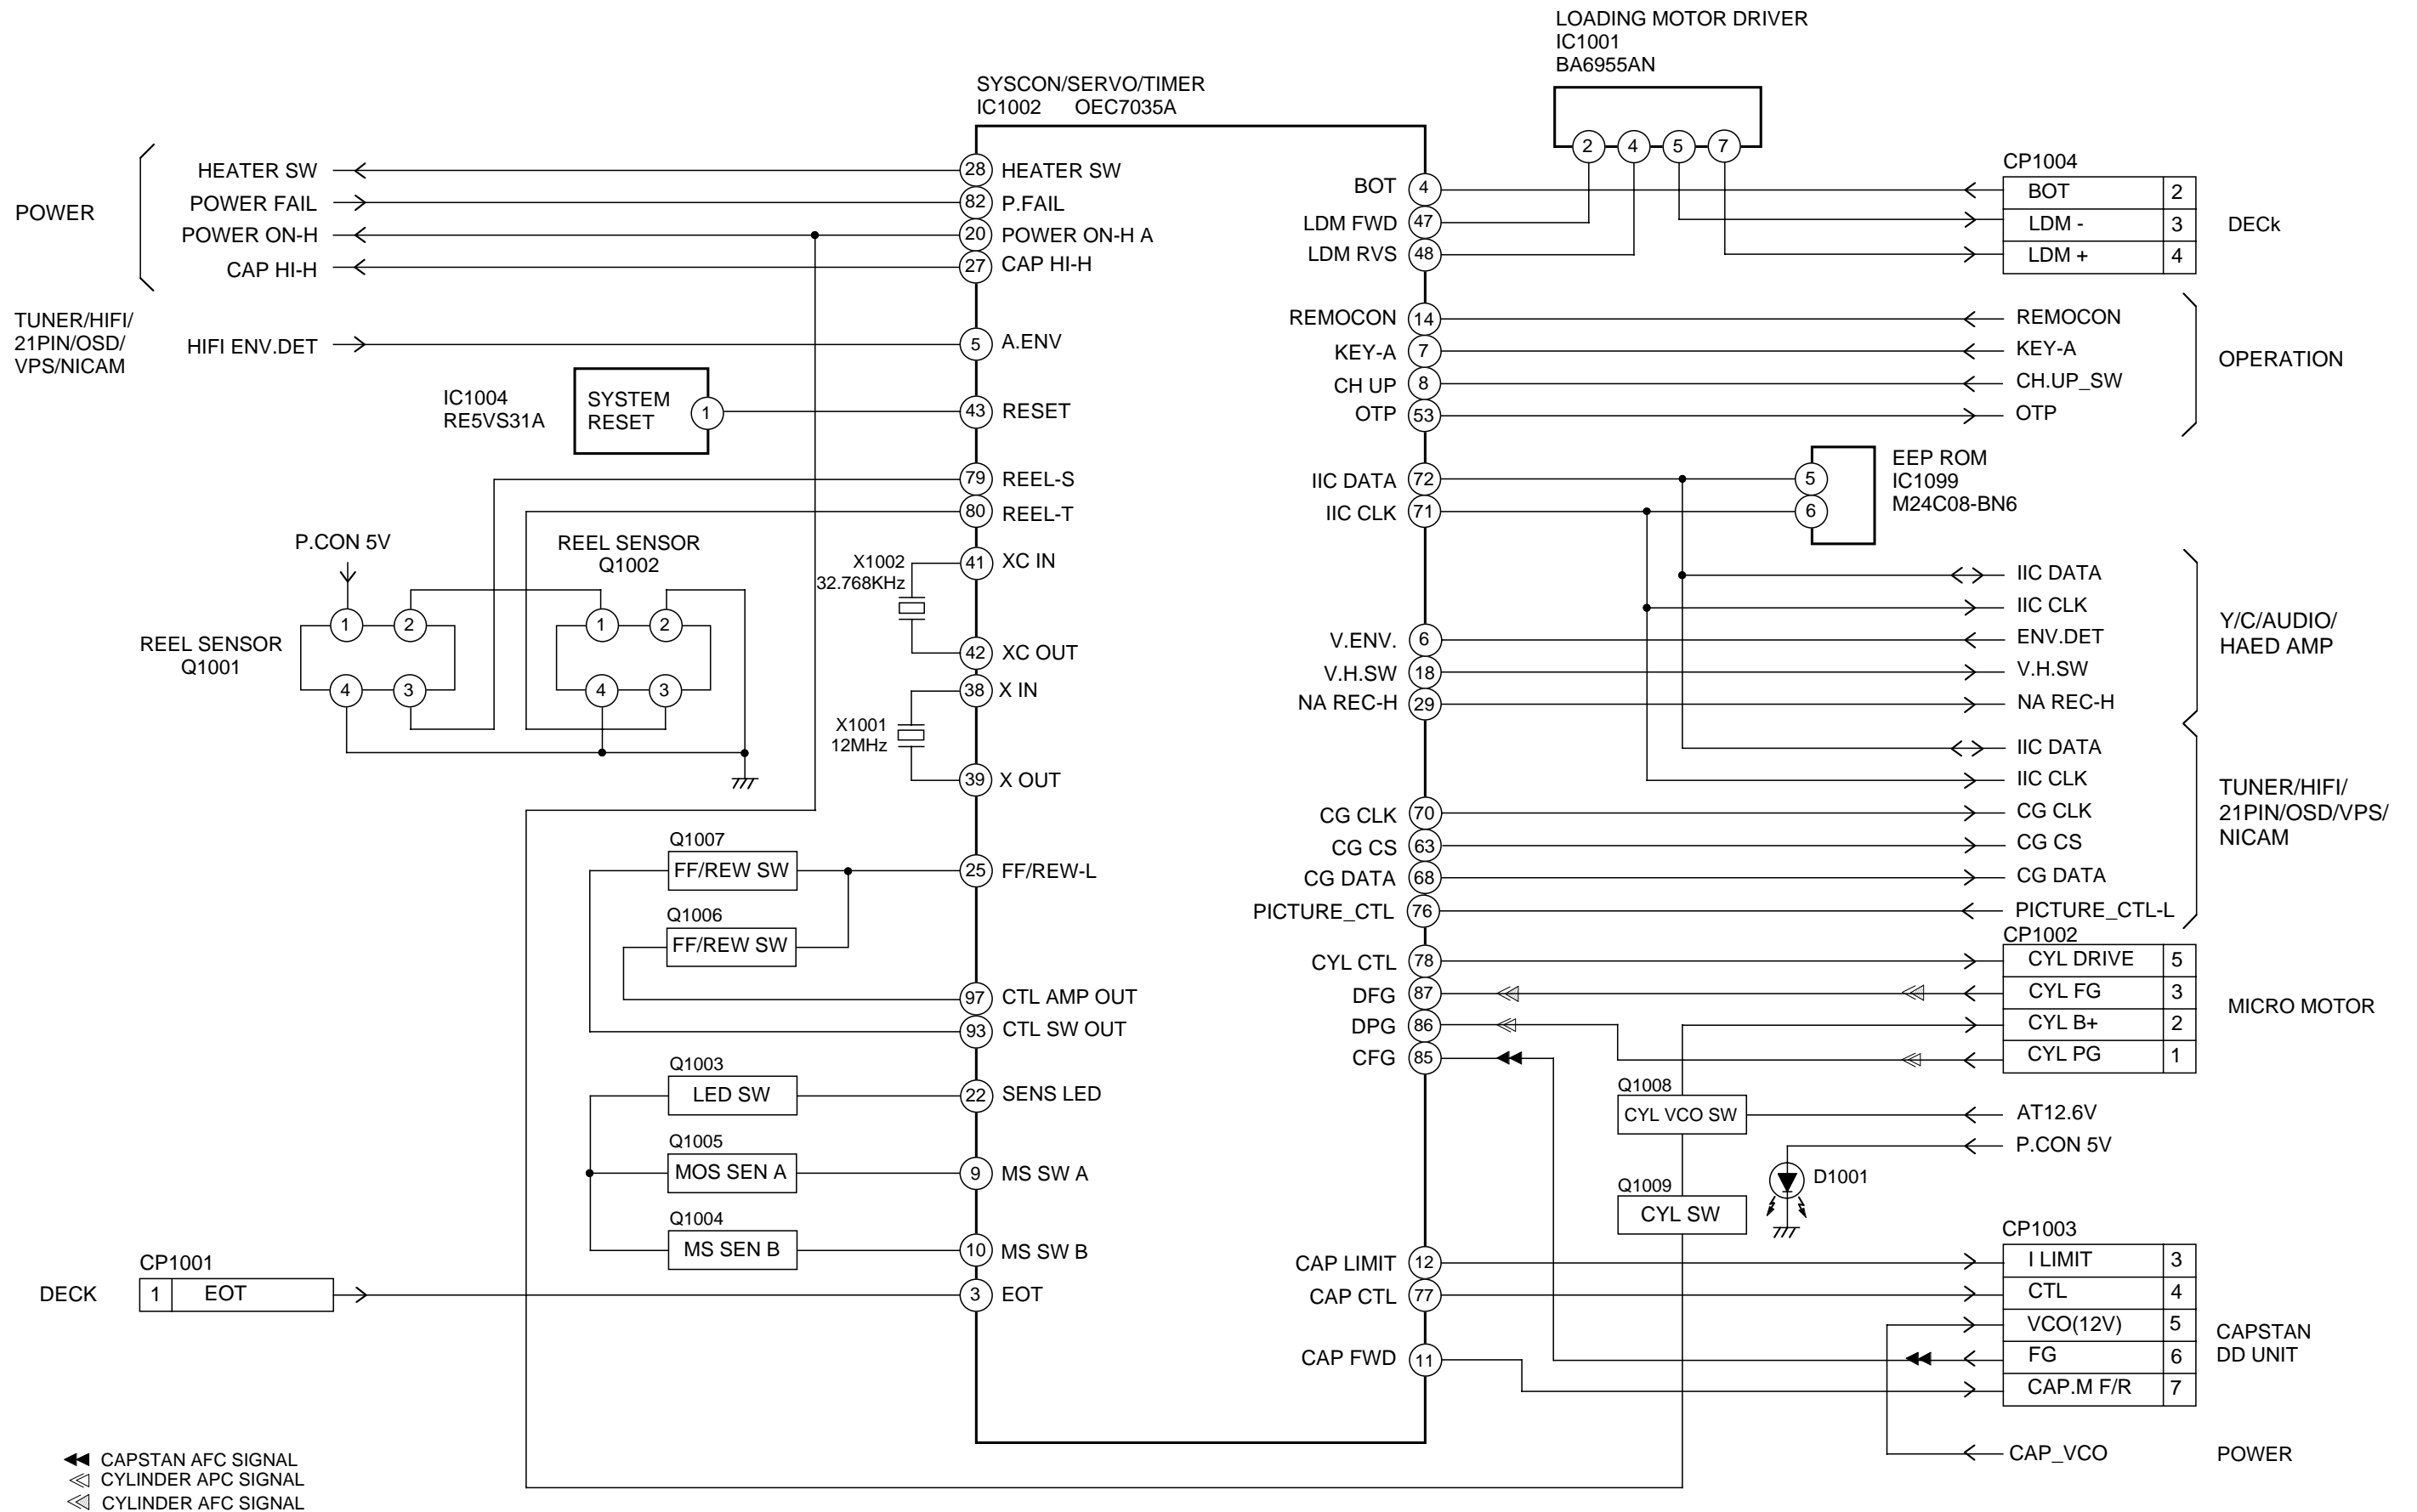 LOADING MOTOR DRIVER
IC1001
BA6955AN
2 4 5 7
SYSCON/SERVO/TIMER
IC1002 OEC7035A
POWER
HEATER SW
POWER FAIL
POWER ON-H
CAP HI-H
28 HEATER SW
82 P.FAIL
20 POWER ON-H A
27 CAP HI-H
TUNER/HIFI/
21PIN/OSD/
VPS/NICAM
HIFI ENV.DET
5 A.ENV
IC1004
RE5VS31A
SYSTEM
RESET
1
43 RESET
79 REEL-S
80 REEL-T
P.CON 5V
REEL SENSOR
Q1002
REEL SENSOR
Q1001
1 2
4 3
1 2
4 3
X1002
32.768KHz
41 XC IN
42 XC OUT
38 X IN
X1001
12MHz
39 X OUT
Q1007
FF/REW SW
25 FF/REW-L
Q1006
FF/REW SW
97 CTL AMP OUT
93 CTL SW OUT
Q1003
LED SW
22 SENS LED
Q1005
MOS SEN A
9 MS SW A
Q1004
MS SEN B
10 MS SW B
CP1001
DECK
1 EOT
3 EOT
CAPSTAN AFC SIGNAL
CYLINDER APC SIGNAL
CYLINDER AFC SIGNAL
BOT 4
LDM FWD 47
LDM RVS 48
CP1004
BOT 2
LDM - 3
LDM + 4
DECk
REMOCON 14
KEY-A 7
CH UP 8
OTP 53
REMOCON
KEY-A
CH.UP_SW
OTP
OPERATION
IIC DATA 72
IIC CLK 71
5
6
EEP ROM
IC1099
M24C08-BN6
V.ENV. 6
V.H.SW 18
NA REC-H 29
IIC DATA
IIC CLK
ENV.DET
V.H.SW
NA REC-H
Y/C/AUDIO/
HAED AMP
IIC DATA
IIC CLK
CG CLK 70
CG CS 63
CG DATA 68
PICTURE_CTL 76
CG CLK
CG CS
CG DATA
PICTURE_CTL-L
TUNER/HIFI/
21PIN/OSD/VPS/
NICAM
CYL CTL 78
DFG 87
DPG 86
CFG 85
CP1002
CYL DRIVE 5
CYL FG 3
CYL B+ 2
CYL PG 1
MICRO MOTOR
Q1008
CYL VCO SW
AT12.6V
P.CON 5V
D1001
Q1009
CYL SW
CAP LIMIT 12
CAP CTL 77
CAP FWD 11
CP1003
I LIMIT 3
CTL 4
VCO(12V) 5
FG 6
CAP.M F/R 7
CAPSTAN
DD UNIT
CAP_VCO
POWER